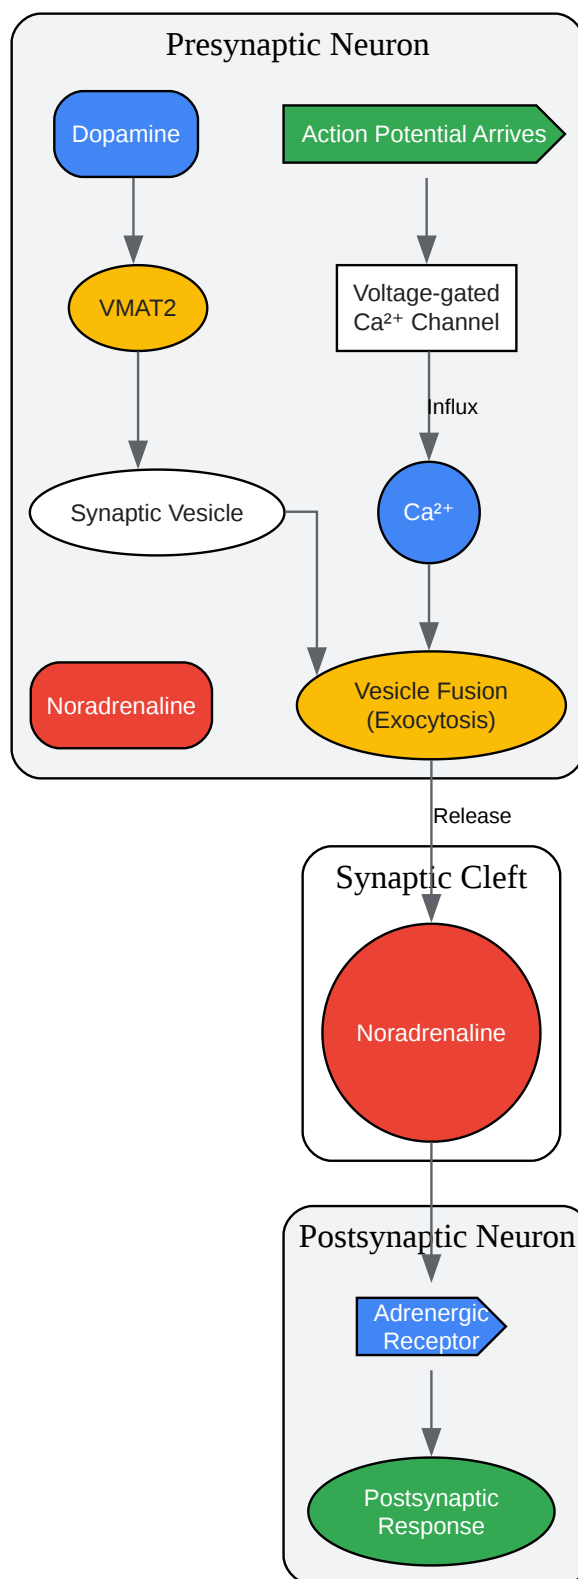 Presynaptic Neuron
Dopamine
Action Potential Arrives
VMAT2
Voltage-gated
Ca²⁺ Channel
Influx
Synaptic Vesicle
Ca²⁺
Noradrenaline
Vesicle Fusion
(Exocytosis)
Release
Synaptic Cleft
Noradrenaline
Postsynaptic Neuron
Adrenergic
Receptor
Postsynaptic
Response